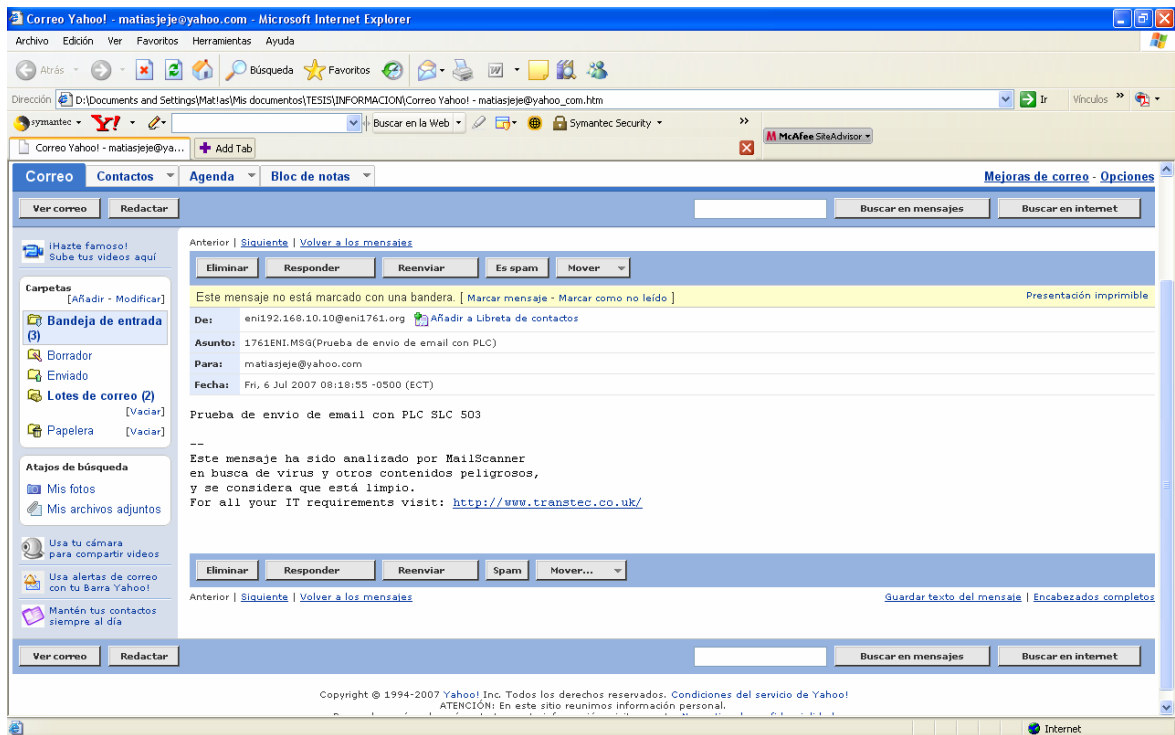 Correo Yahoo! - matiasjeje@yahoo.com - Microsoft Internet Explorer
Archivo Edición Ver Favoritos Herramientas Ayuda
Atrás Búsqueda Favoritos
Dirección D:\Documents and Settings\Mat!as\Mis documentos\TESIS\INFORMACION\Correo Yahoo! - matiasjeje@yahoo_com.htm Ir Vínculos »
symantec Y! Buscar en la Web Symantec Security » McAfee SiteAdvisor
Correo Yahoo! - matiasjeje@ya... Add Tab
Correo Contactos Agenda Bloc de notas Mejoras de correo - Opciones
Ver correo Redactar Buscar en mensajes Buscar en internet
¡Hazte famoso!
Sube tus videos aquí
Carpetas
[Añadir - Modificar]
Bandeja de entrada
(3)
Borrador
Enviado
Lotes de correo (2)
[Vaciar]
Papelera [Vaciar]
Atajos de búsqueda
Mis fotos
Mis archivos adjuntos
Usa tu cámara
para compartir videos
Usa alertas de correo
con tu Barra Yahoo!
Mantén tus contactos
siempre al día
Anterior | Siguiente | Volver a los mensajes
Eliminar Responder Reenviar Es spam Mover
Este mensaje no está marcado con una bandera. [ Marcar mensaje - Marcar como no leído ] Presentación imprimible
De: eni192.168.10.10@eni1761.org Añadir a Libreta de contactos
Asunto: 1761ENI.MSG(Prueba de envio de email con PLC)
Para: matiasjeje@yahoo.com
Fecha: Fri, 6 Jul 2007 08:18:55 -0500 (ECT)
Prueba de envio de email con PLC SLC 503
--
Este mensaje ha sido analizado por MailScanner
en busca de virus y otros contenidos peligrosos,
y se considera que está limpio.
For all your IT requirements visit: http://www.transtec.co.uk/
Eliminar Responder Reenviar Spam Mover...
Anterior | Siguiente | Volver a los mensajes Guardar texto del mensaje | Encabezados completos
Ver correo Redactar Buscar en mensajes Buscar en internet
Copyright © 1994-2007 Yahoo! Inc. Todos los derechos reservados. Condiciones del servicio de Yahoo!
ATENCIÓN: En este sitio reunimos información personal.
Internet